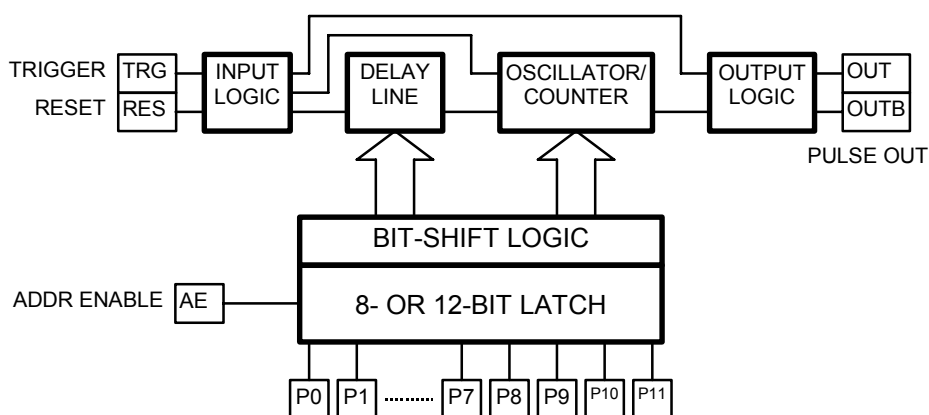 TRIGGER TRG INPUT LOGIC DELAY LINE OSCILLATOR/ COUNTER OUTPUT LOGIC OUT
RESET RES OUTB
PULSE OUT
BIT-SHIFT LOGIC
ADDR ENABLE AE 8- OR 12-BIT LATCH
P0 P1 ......... P7 P8 P9 P10 P11